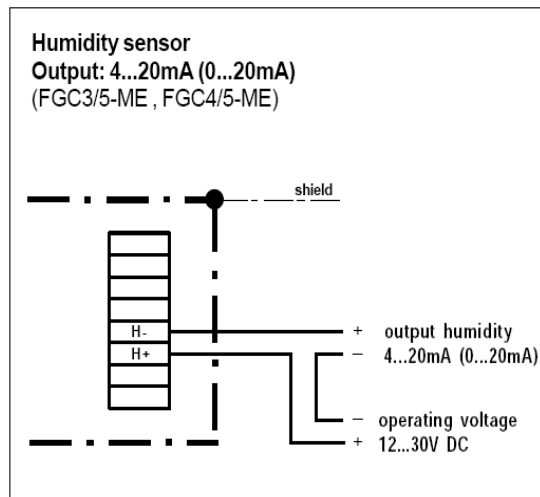 Humidity sensor
Output: 4...20mA (0...20mA)
(FGC3/5-ME , FGC4/5-ME)
shield
H-
H+
+ output humidity
– 4...20mA (0...20mA)
– operating voltage
+ 12...30V DC